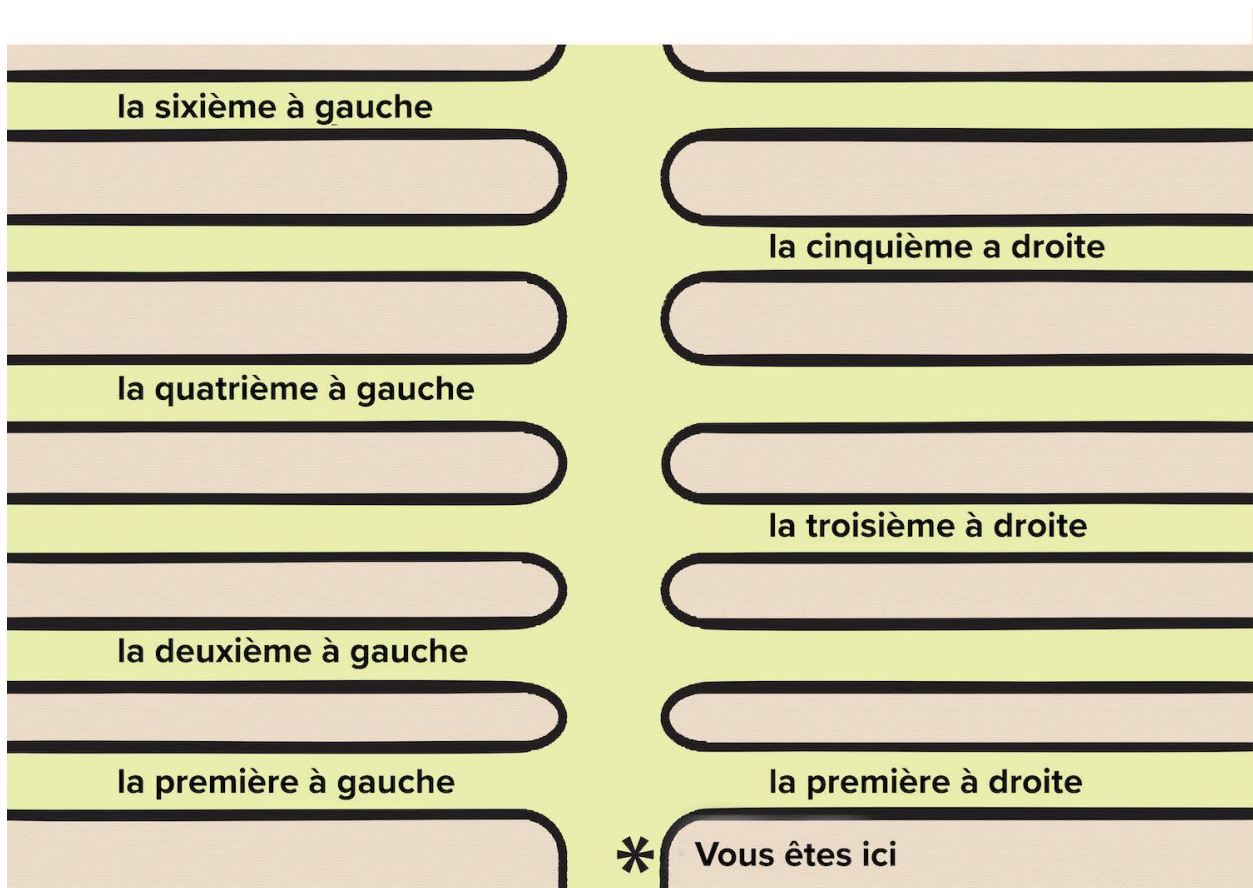 la sixième à gauche
la cinquième a droite
la quatrième à gauche
la troisième à droite
la deuxième à gauche
la première à gauche
la première à droite
* Vous êtes ici